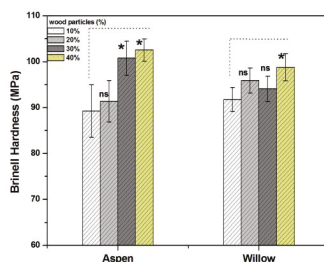 wood particles (%)
10%
20%
30%
40%
Brinell Hardness (MPa)
110
100
90
80
70
60
ns
*
*
ns
ns
*
Aspen
Willow